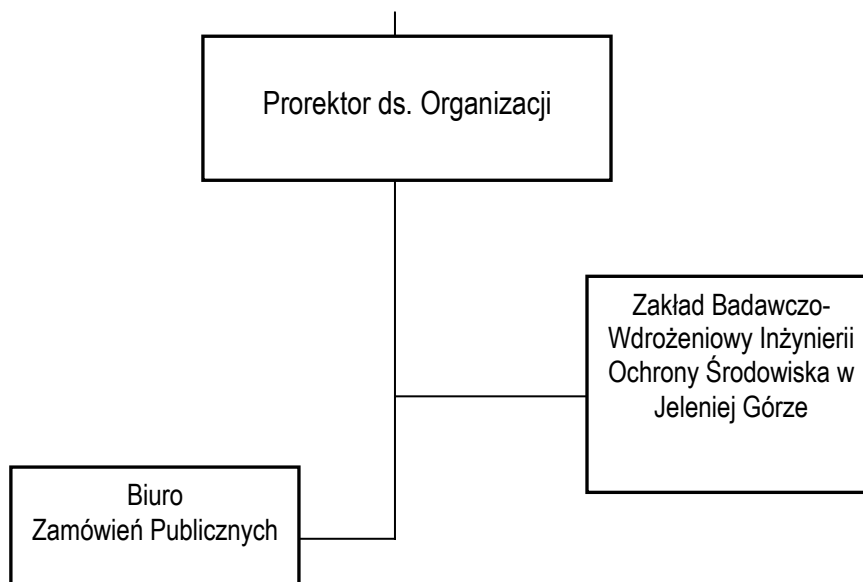 Prorektor ds. Organizacji
Zakład Badawczo-
Wdrożeniowy Inżynierii
Ochrony Środowiska w
Jeleniej Górze
Biuro
Zamówień Publicznych